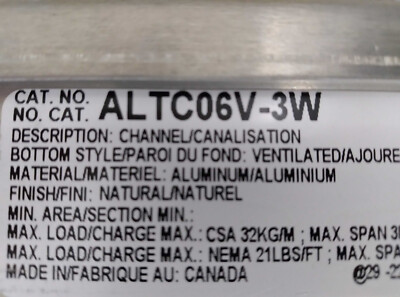 CAT. NO.
NO. CAT. ALTC06V-3W
DESCRIPTION: CHANNEL/CANALISATION
BOTTOM STYLE/PAROI DU FOND: VENTILATED/AJOURE
MATERIAL/MATERIEL: ALUMINUM/ALUMINIUM
FINISH/FINI: NATURAL/NATUREL
MIN. AREA/SECTION MIN.:
MAX. LOAD/CHARGE MAX.: CSA 32KG/M ; MAX. SPAN
MAX. LOAD/CHARGE MAX.: NEMA 21LBS/FT ; MAX. SPA
MADE IN/FABRIQUE AU: CANADA